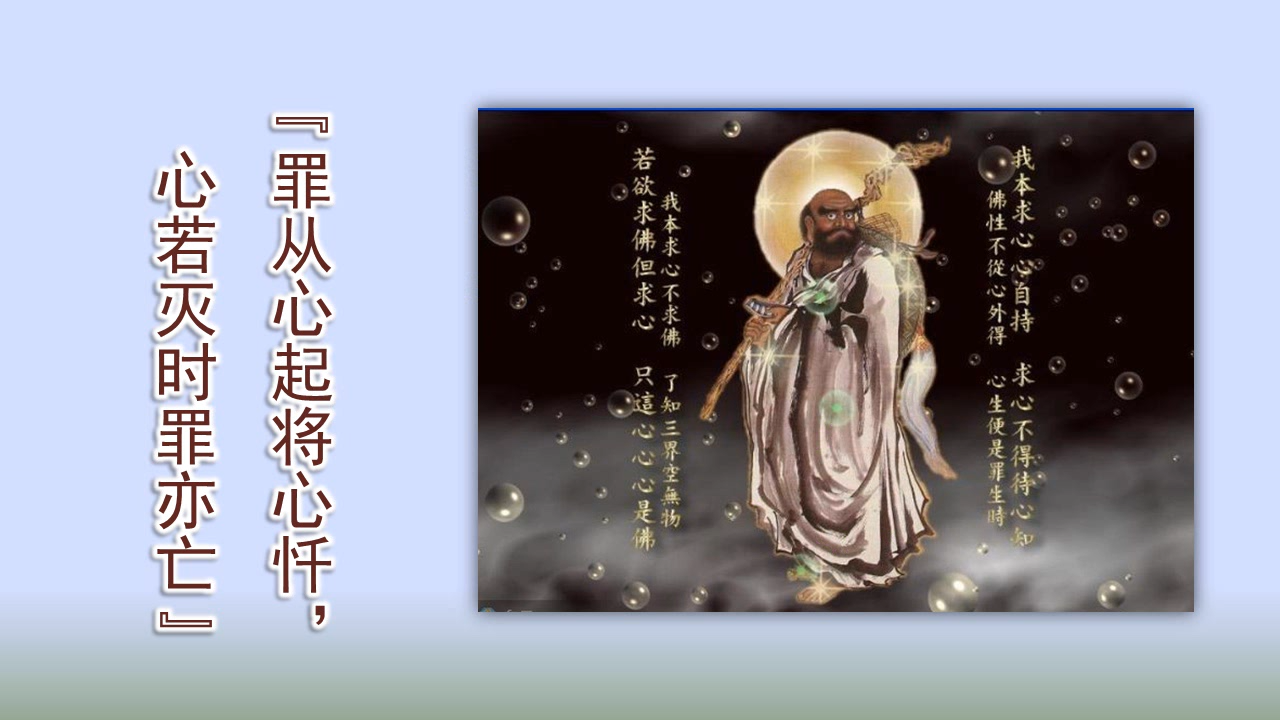 『罪从心起将心忏，
心若灭时罪亦亡』
我本求心心自持　求心不得待心知
佛性不從心外得　心生便是罪生時
我本求心不求佛　了知三界空無物
若欲求佛但求心　只這心心心是佛